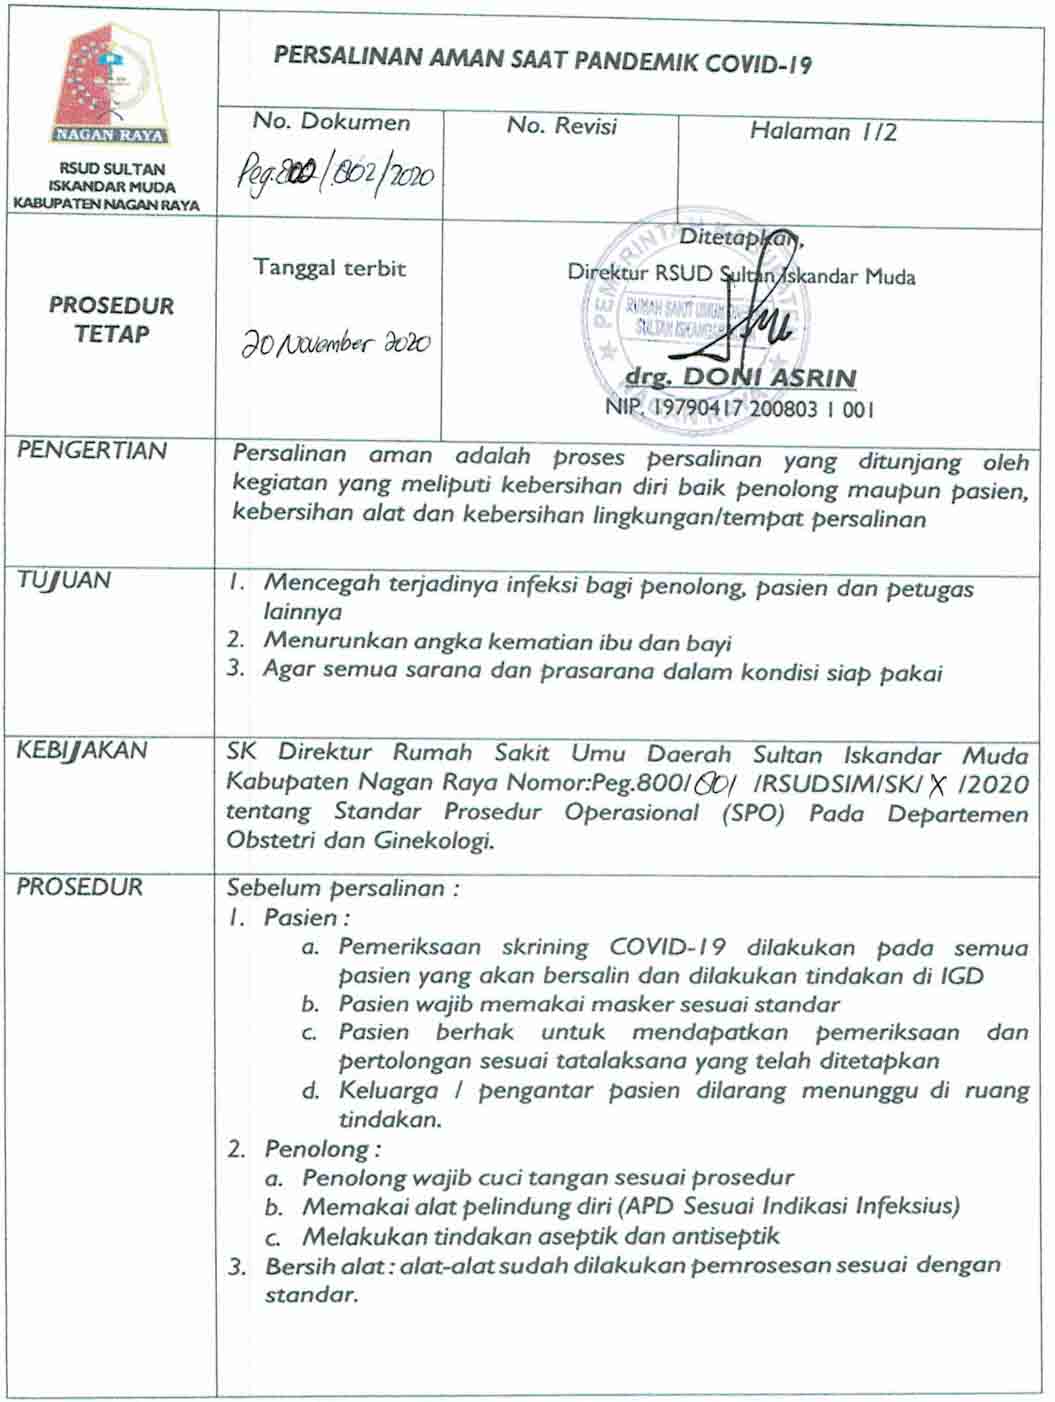 PERSALINAN AMAN SAAT PANDEMIK COVID-19
NAGAN RAYA
RSUD SULTAN
ISKANDAR MUDA
KABUPATEN NAGAN RAYA
No. Dokumen
Peg.800/002/2020
No. Revisi
Halaman 1/2
PROSEDUR
TETAP
Tanggal terbit
20 November 2020
Ditetapkan,
Direktur RSUD Sultan Iskandar Muda
drg. DONI ASRIN
NIP. 19790417 200803 1 001
PEMERINTAH KABUPATEN
RUMAH SAKIT UMUM
SULTAN ISKANDAR
NAGAN RAYA
PENGERTIAN
Persalinan aman adalah proses persalinan yang ditunjang oleh
kegiatan yang meliputi kebersihan diri baik penolong maupun pasien,
kebersihan alat dan kebersihan lingkungan/tempat persalinan
TUJUAN
1. Mencegah terjadinya infeksi bagi penolong, pasien dan petugas
lainnya
2. Menurunkan angka kematian ibu dan bayi
3. Agar semua sarana dan prasarana dalam kondisi siap pakai
KEBIJAKAN
SK Direktur Rumah Sakit Umu Daerah Sultan Iskandar Muda
Kabupaten Nagan Raya Nomor:Peg.800/001 /RSUDSIM/SK/ X /2020
tentang Standar Prosedur Operasional (SPO) Pada Departemen
Obstetri dan Ginekologi.
PROSEDUR
Sebelum persalinan :
1. Pasien :
a. Pemeriksaan skrining COVID-19 dilakukan pada semua
pasien yang akan bersalin dan dilakukan tindakan di IGD
b. Pasien wajib memakai masker sesuai standar
c. Pasien berhak untuk mendapatkan pemeriksaan dan
pertolongan sesuai tatalaksana yang telah ditetapkan
d. Keluarga / pengantar pasien dilarang menunggu di ruang
tindakan.
2. Penolong :
a. Penolong wajib cuci tangan sesuai prosedur
b. Memakai alat pelindung diri (APD Sesuai Indikasi Infeksius)
c. Melakukan tindakan aseptik dan antiseptik
3. Bersih alat : alat-alat sudah dilakukan pemrosesan sesuai dengan
standar.